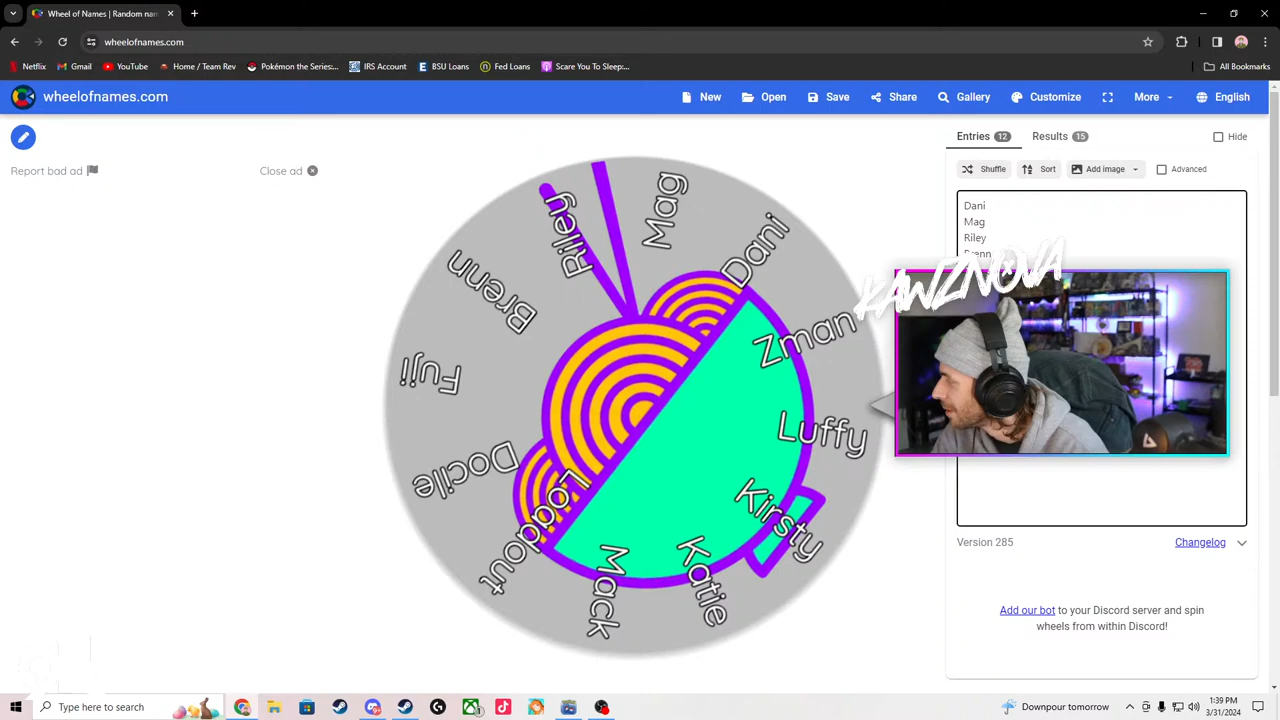 Wheel of Names | Random nam
wheelofnames.com
Netflix
Gmail
YouTube
Home / Team Rev
Pokémon the Series:...
IRS Account
BSU Loans
Fed Loans
Scare You To Sleep:...
All Bookmarks
wheelofnames.com
New
Open
Save
Share
Gallery
Customize
More
English
Report bad ad
Close ad
Entries 12
Results 15
Hide
Shuffle
Sort
Add image
Advanced
Dani
Mag
Riley
Brenn
KAWZNOVA
Mag
Dani
Zman
Luffy
Kirsty
Katie
Mack
Docile
Fuji
Brenn
Riley
Version 285
Changelog
Add our bot to your Discord server and spin
wheels from within Discord!
Type here to search
Downpour tomorrow
1:39 PM
3/31/2024